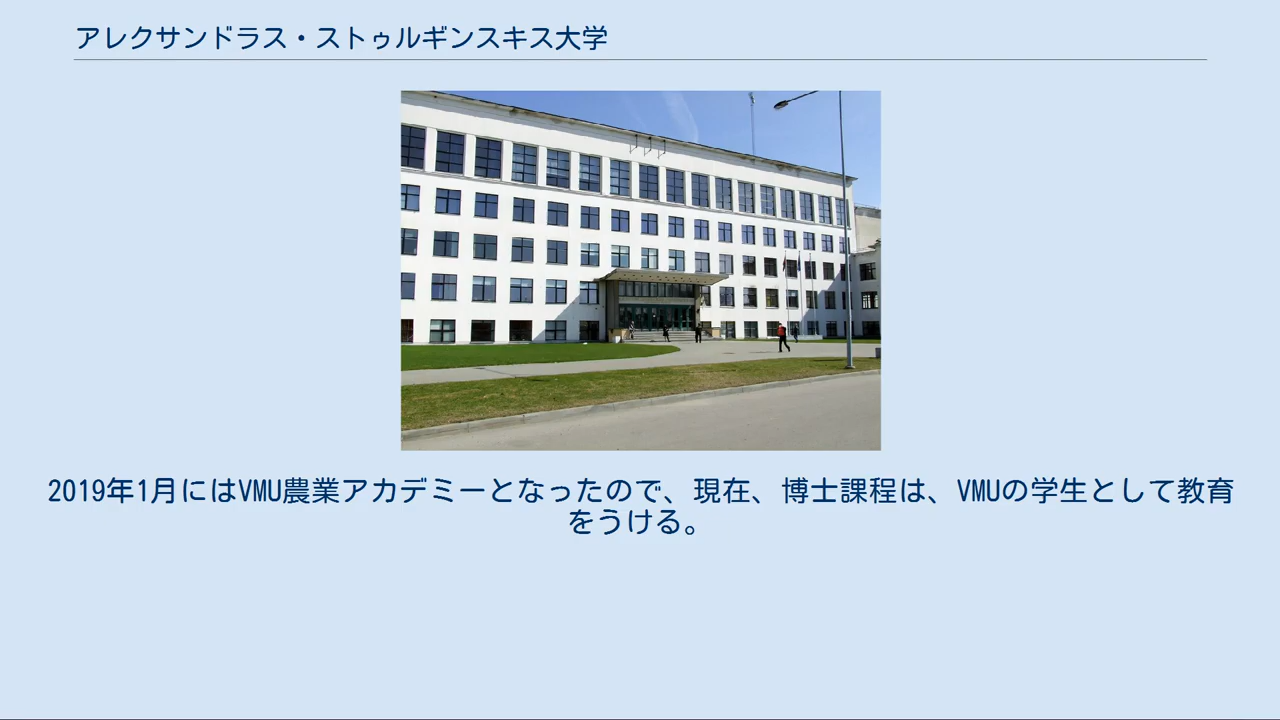 アレクサンドラス・ストゥルギンスキス大学
2019年1月にはVMU農業アカデミーとなったので、現在、博士課程は、VMUの学生として教育
をうける。